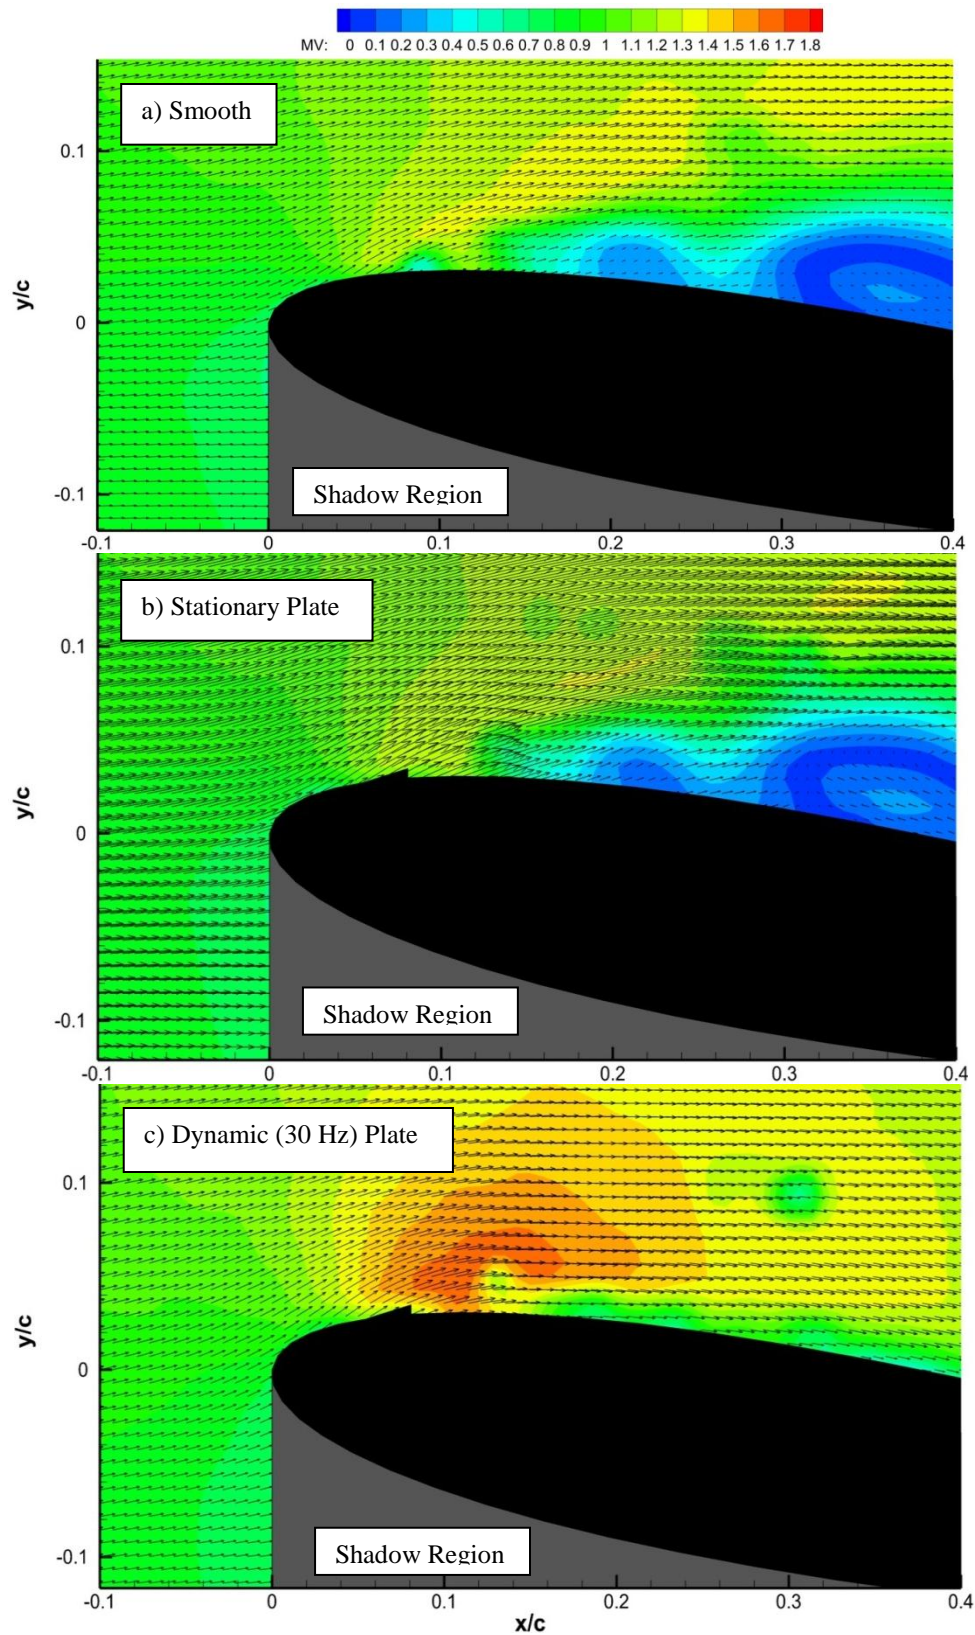 MV: 0 0.1 0.2 0.3 0.4 0.5 0.6 0.7 0.8 0.9 1 1.1 1.2 1.3 1.4 1.5 1.6 1.7 1.8
a) Smooth
0.1
y/c
0
Shadow Region
-0.1
-0.1 0 0.1 0.2 0.3 0.4
b) Stationary Plate
0.1
y/c
0
Shadow Region
-0.1
-0.1 0 0.1 0.2 0.3 0.4
c) Dynamic (30 Hz) Plate
0.1
y/c
0
Shadow Region
-0.1
-0.1 0 0.1 0.2 0.3 0.4
x/c